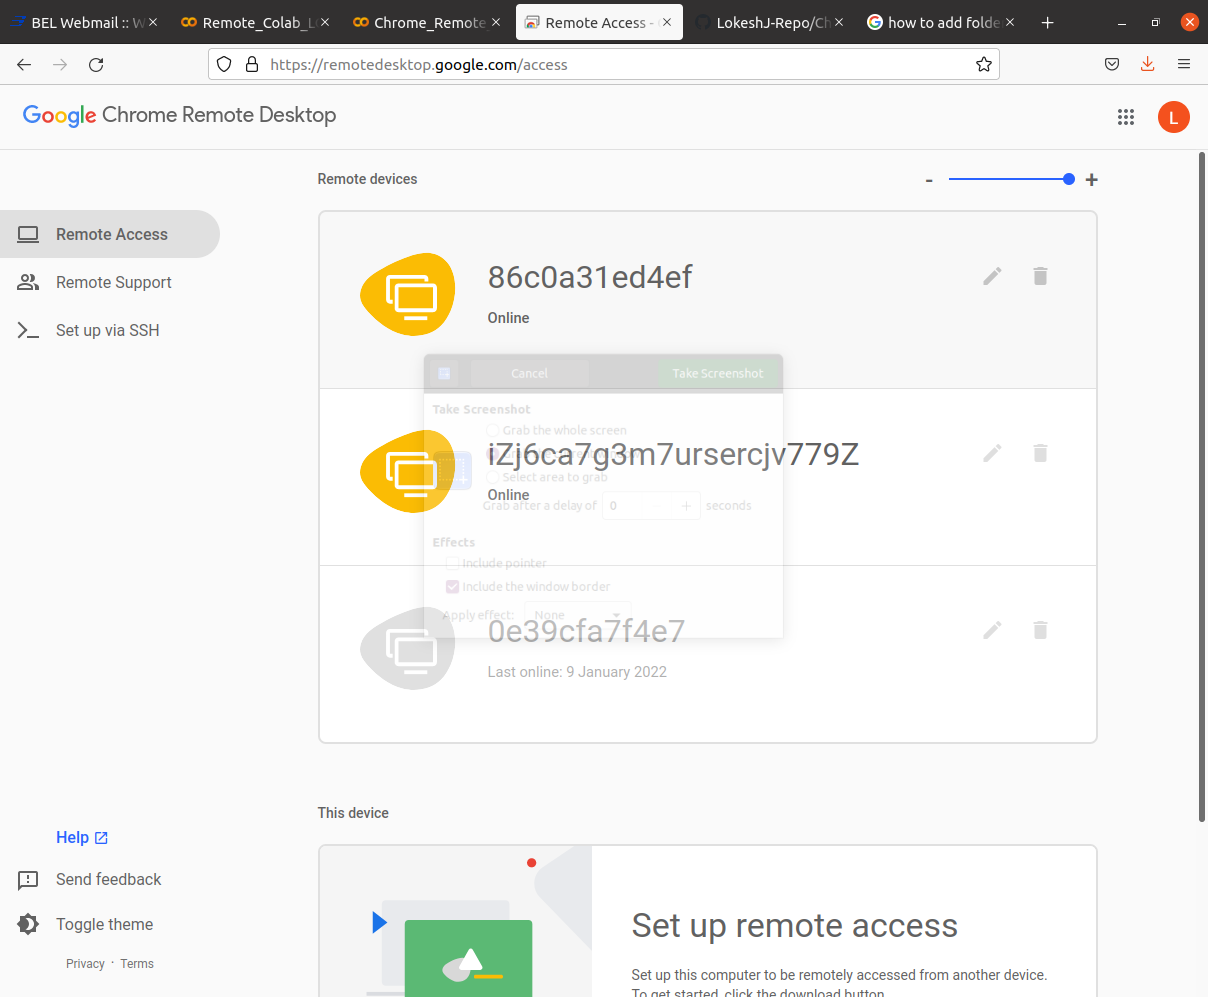 BEL Webmail :: W
Remote_Colab_L
Chrome_Remote_
Remote Access -
LokeshJ-Repo/Ch
how to add folde
https://remotedesktop.google.com/access
Google Chrome Remote Desktop
L
Remote devices
- +
Remote Access
Remote Support
Set up via SSH
86c0a31ed4ef
Online
Cancel
Take Screenshot
Take Screenshot
Grab the whole screen
iZj6ca7g3m7ursercjv779Z
Select area to grab
Online
Grab after a delay of 0 + seconds
Effects
Include pointer
Include the window border
Apply effect: None
0e39cfa7f4e7
Last online: 9 January 2022
This device
Help
Send feedback
Toggle theme
Privacy · Terms
Set up remote access
Set up this computer to be remotely accessed from another device.
To get started, click the download button